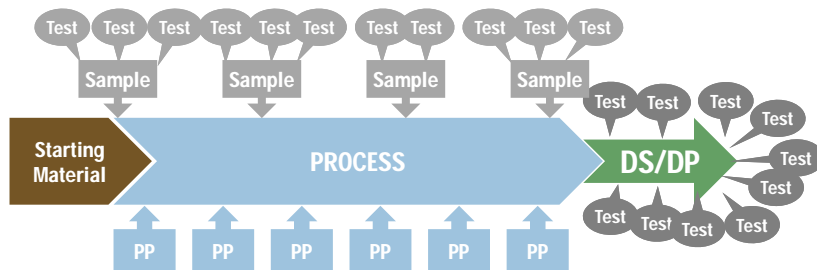 Test Test Test Test Test Test Test Test Test Test Test
Sample Sample Sample Sample
Test Test Test
Test
Starting
Material
PROCESS
DS/DP
Test
Test
Test Test Test Test
PP PP PP PP PP PP